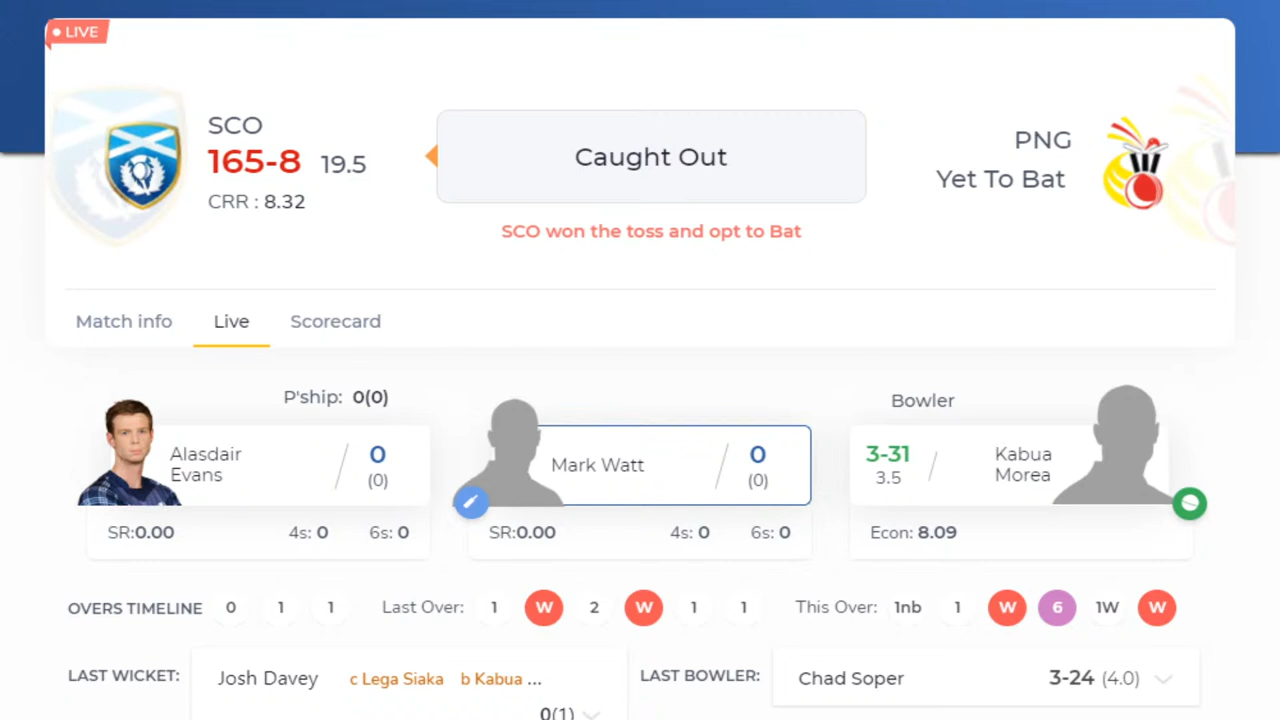 LIVE
SCO
165-8 19.5
CRR : 8.32
Caught Out
SCO won the toss and opt to Bat
PNG
Yet To Bat
Match info Live Scorecard
P'ship: 0(0)
Alasdair
Evans
0
(0)
SR:0.00 4s: 0 6s: 0
Mark Watt
0
(0)
SR:0.00 4s: 0 6s: 0
Bowler
3-31
3.5
Kabua
Morea
Econ: 8.09
OVERS TIMELINE 0 1 1 Last Over: 1 W 2 W 1 1 This Over: 1nb 1 W 6 1W W
LAST WICKET: Josh Davey c Lega Siaka b Kabua ...
0(1)
LAST BOWLER: Chad Soper 3-24 (4.0)